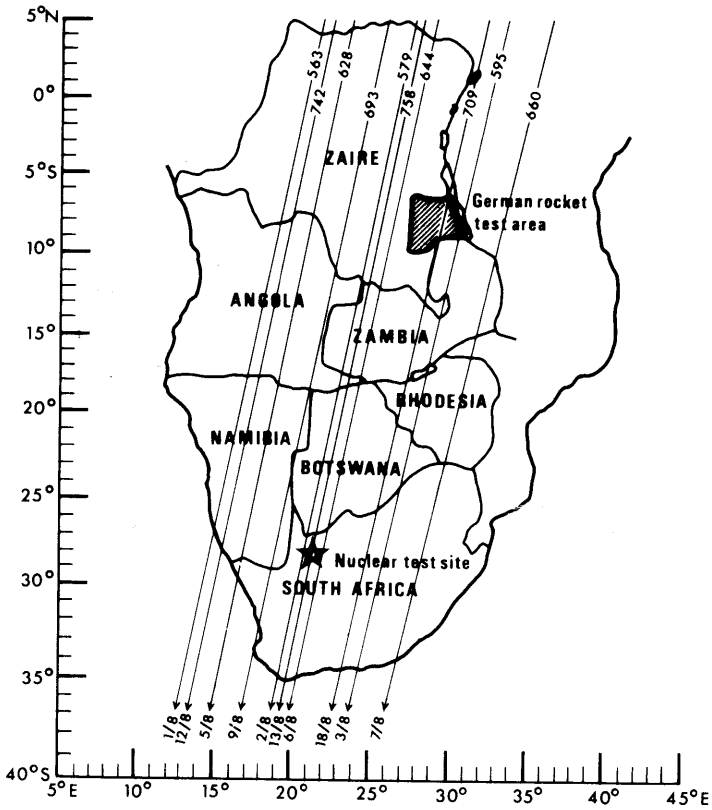 5°N
0°
5°S
10°
15°
20°
25°
30°
35°
40°S
563
742
628
693
579
758
644
709
595
660
ZAIRE
German rocket
test area
ANGOLA
ZAMBIA
RHODESIA
NAMIBIA
BOTSWANA
Nuclear test site
SOUTH AFRICA
1/8
12/8
5/8
9/8
2/8
13/8
6/8
18/8
3/8
7/8
5°E
10°
15°
20°
25°
30°
35°
40°
45°E